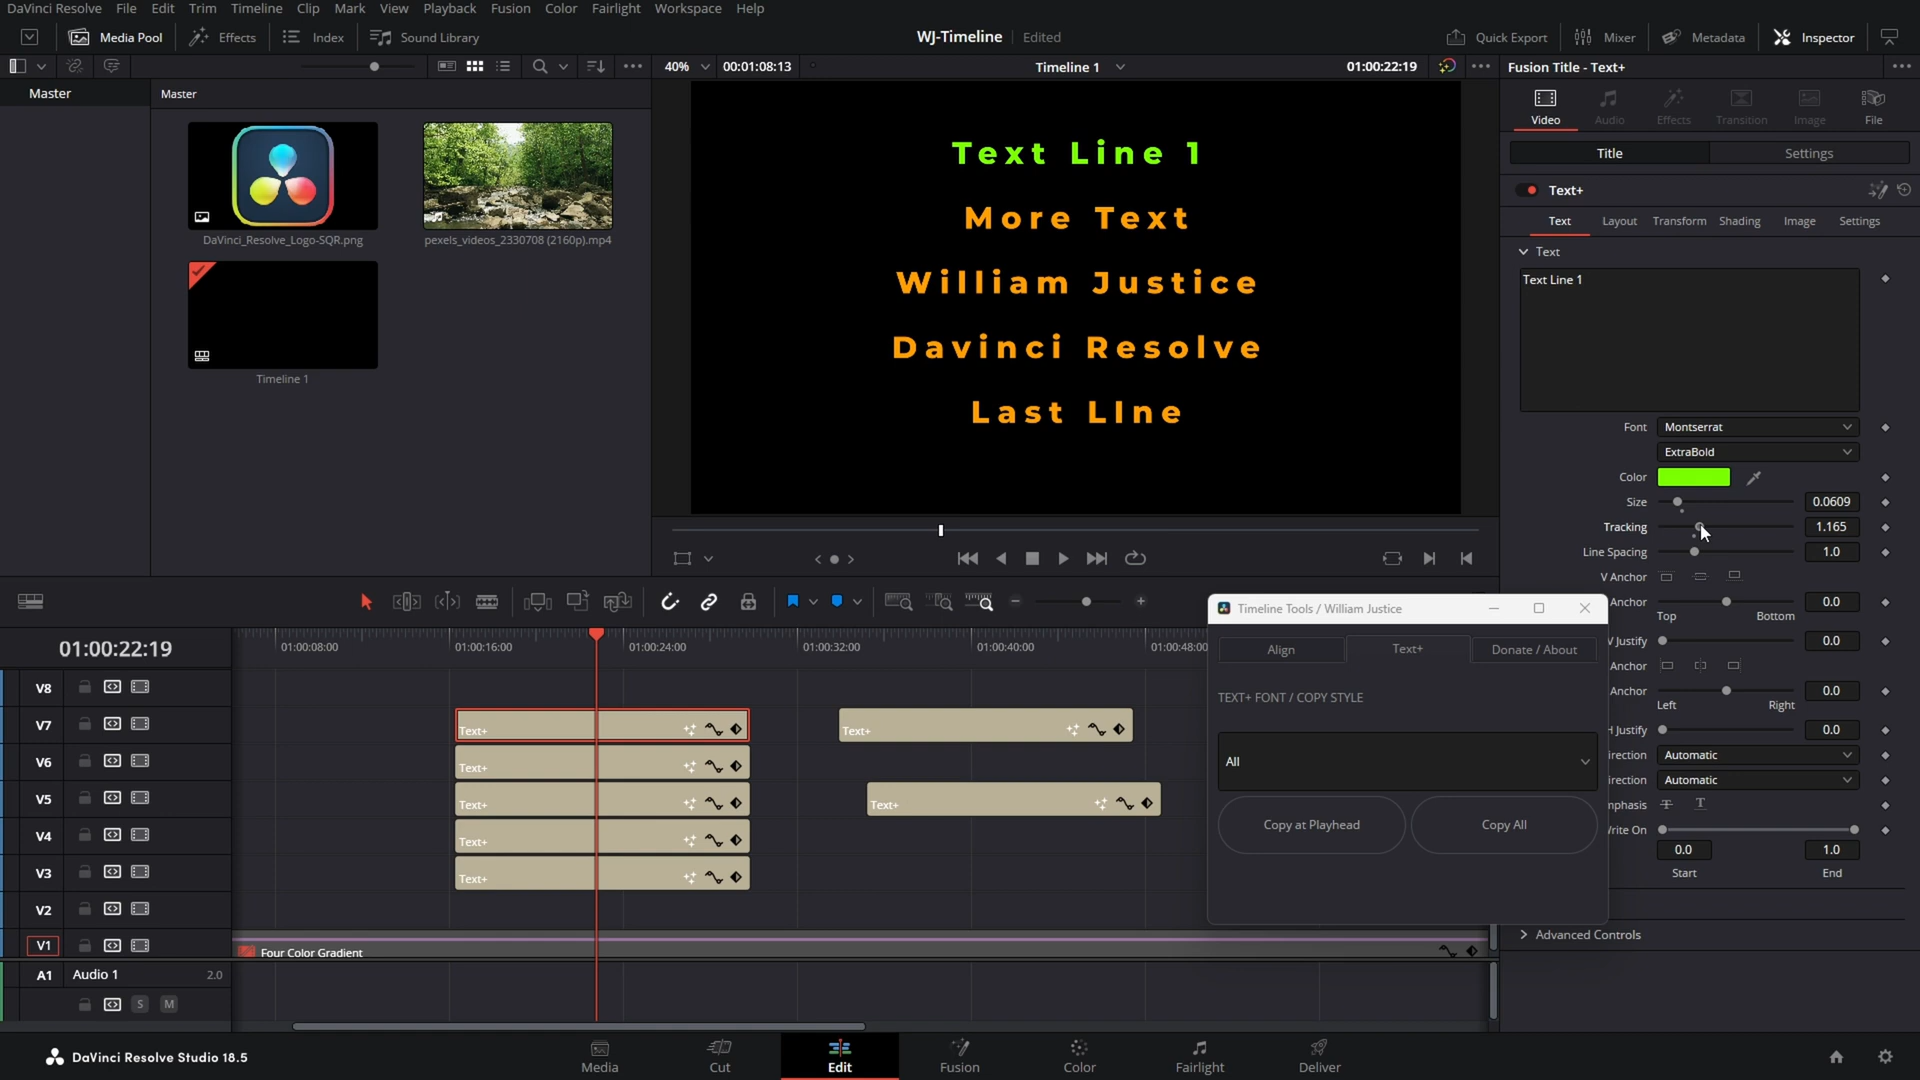 DaVinci Resolve File Edit Trim Timeline Clip Mark View Playback Fusion Color Fairlight Workspace Help
Media Pool Effects Index Sound Library WJ-Timeline Edited Quick Export Mixer Metadata Inspector
40% 00:01:08:13 Timeline 1 01:00:22:19 Fusion Title - Text+
Master Master
Video Audio Effects Transition Image File
Title Settings
Text+
Text Layout Transform Shading Image Settings
Text
Text Line 1
DaVinci_Resolve_Logo-SQR.png pexels_videos_2330708 (2160p).mp4
Timeline 1
Text Line 1
More Text
William Justice
Davinci Resolve
Last LIne
Font Montserrat
ExtraBold
Color
Size 0.0609
Tracking 1.165
Line Spacing 1.0
V Anchor
Anchor 0.0
Top Bottom
V Justify 0.0
Anchor
Anchor 0.0
Left Right
H Justify 0.0
irection Automatic
irection Automatic
mphasis T T
rite On
0.0 1.0
Start End
Advanced Controls
01:00:22:19 01:00:08:00 01:00:16:00 01:00:24:00 01:00:32:00 01:00:40:00 01:00:48:00
V8
V7 Text+ Text+
V6 Text+
V5 Text+ Text+
V4 Text+
V3 Text+
V2
V1 Four Color Gradient
A1 Audio 1 2.0
S M
Timeline Tools / William Justice
Align Text+ Donate / About
TEXT+ FONT / COPY STYLE
All
Copy at Playhead Copy All
DaVinci Resolve Studio 18.5 Media Cut Edit Fusion Color Fairlight Deliver